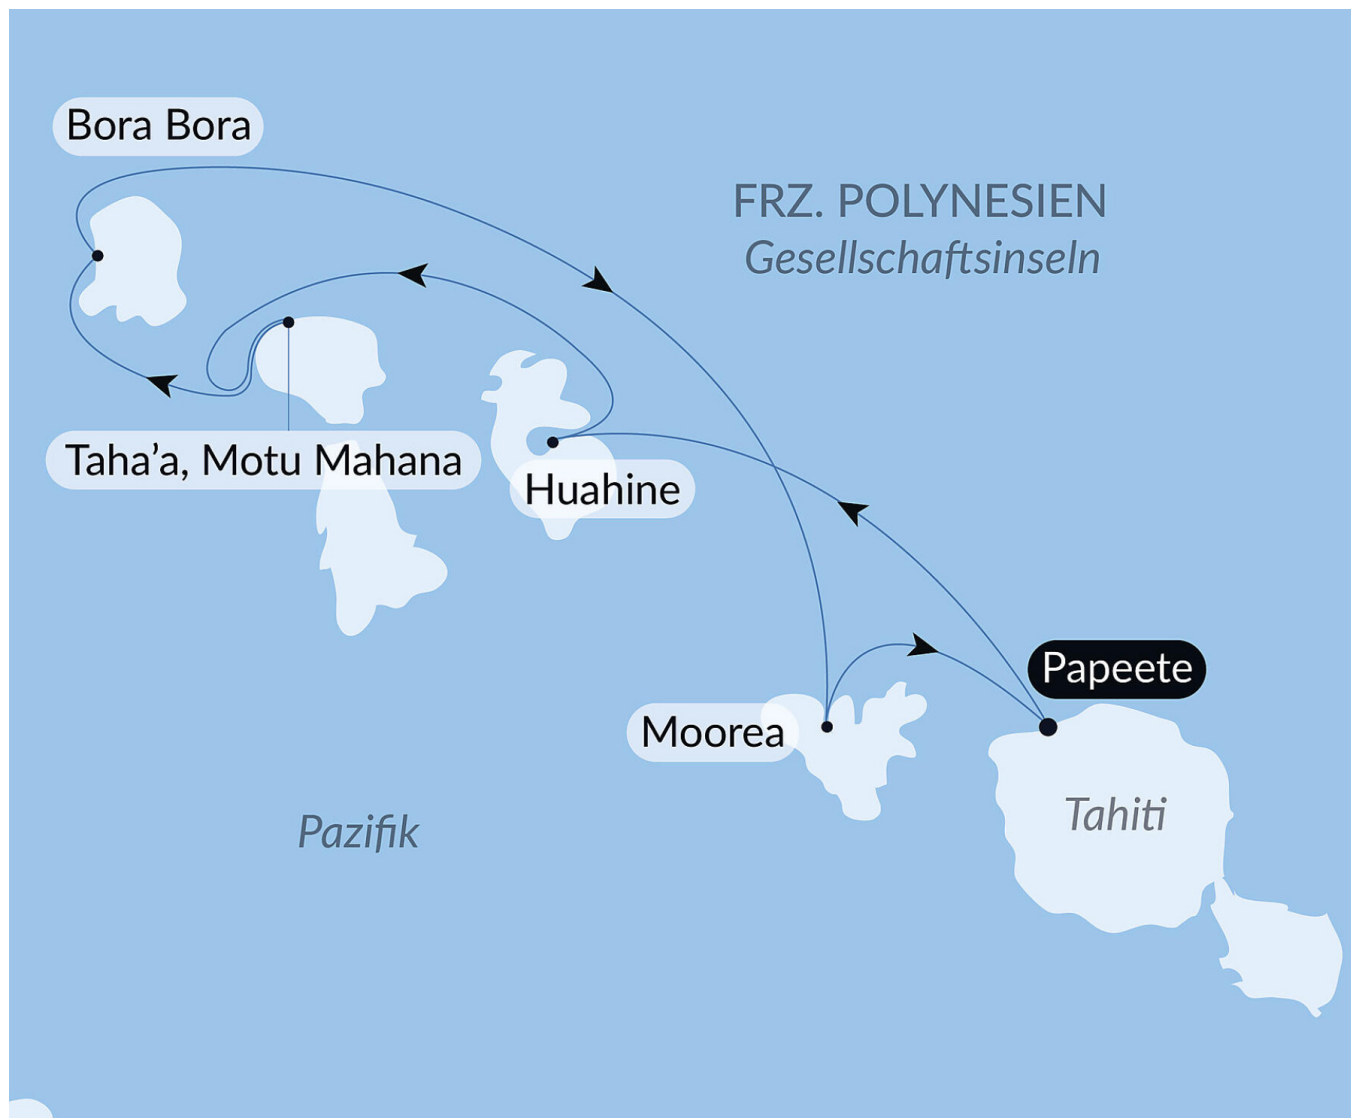 Bora Bora
FRZ. POLYNESIEN
Gesellschaftsinseln
Taha’a, Motu Mahana
Huahine
Papeete
Moorea
Tahiti
Pazifik